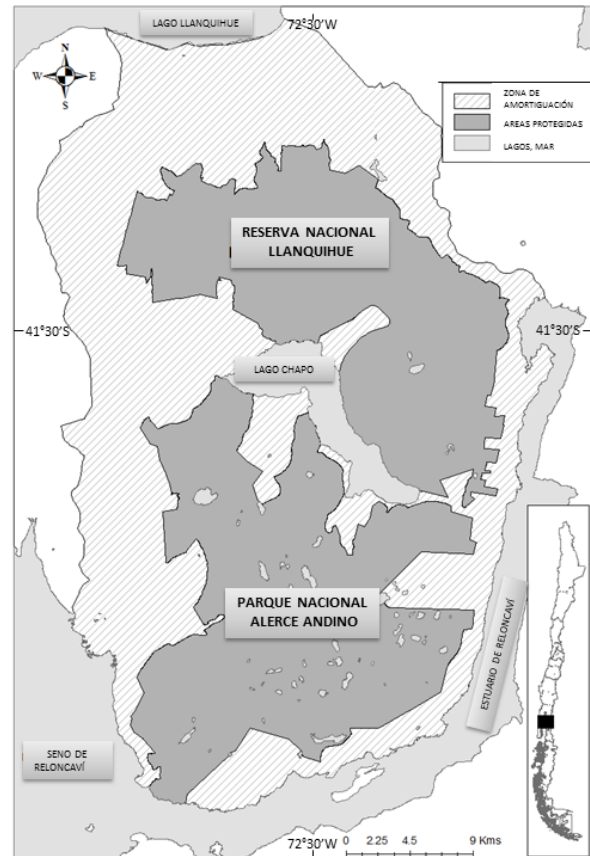 LAGO LLANQUIHUE
72°30'W
N
W E
S
ZONA DE
AMORTIGUACIÓN
AREAS PROTEGIDAS
LAGOS, MAR
RESERVA NACIONAL
LLANQUIHUE
41°30'S
41°30'S
LAGO CHAPO
PARQUE NACIONAL
ALERCE ANDINO
ESTUARIO DE RELONCAVÍ
SENO DE
RELONCAVÍ
72°30'W
0 2.25 4.5 9 Kms